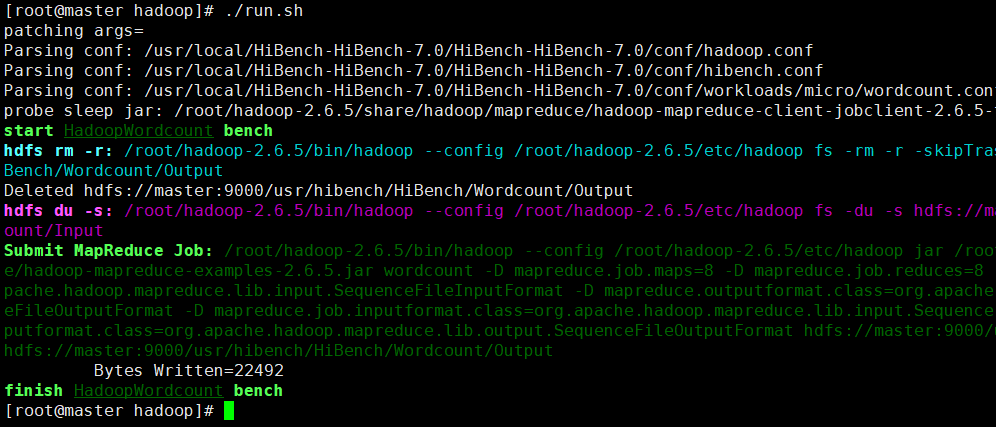 [root@master hadoop]# ./run.sh
patching args=
Parsing conf: /usr/local/HiBench-HiBench-7.0/HiBench-HiBench-7.0/conf/hadoop.conf
Parsing conf: /usr/local/HiBench-HiBench-7.0/HiBench-HiBench-7.0/conf/hibench.conf
Parsing conf: /usr/local/HiBench-HiBench-7.0/HiBench-HiBench-7.0/conf/workloads/micro/wordcount.con
probe sleep jar: /root/hadoop-2.6.5/share/hadoop/mapreduce/hadoop-mapreduce-client-jobclient-2.6.5-
start HadoopWordcount bench
hdfs rm -r: /root/hadoop-2.6.5/bin/hadoop --config /root/hadoop-2.6.5/etc/hadoop fs -rm -r -skipTras
Bench/Wordcount/Output
Deleted hdfs://master:9000/usr/hibench/HiBench/Wordcount/Output
hdfs du -s: /root/hadoop-2.6.5/bin/hadoop --config /root/hadoop-2.6.5/etc/hadoop fs -du -s hdfs://ma
ount/Input
Submit MapReduce Job: /root/hadoop-2.6.5/bin/hadoop --config /root/hadoop-2.6.5/etc/hadoop jar /root
e/hadoop-mapreduce-examples-2.6.5.jar wordcount -D mapreduce.job.maps=8 -D mapreduce.job.reduces=8
pache.hadoop.mapreduce.lib.input.SequenceFileInputFormat -D mapreduce.outputformat.class=org.apache
eFileOutputFormat -D mapreduce.job.inputformat.class=org.apache.hadoop.mapreduce.lib.input.Sequence
putformat.class=org.apache.hadoop.mapreduce.lib.output.SequenceFileOutputFormat hdfs://master:9000/
hdfs://master:9000/usr/hibench/HiBench/Wordcount/Output
Bytes Written=22492
finish HadoopWordcount bench
[root@master hadoop]#